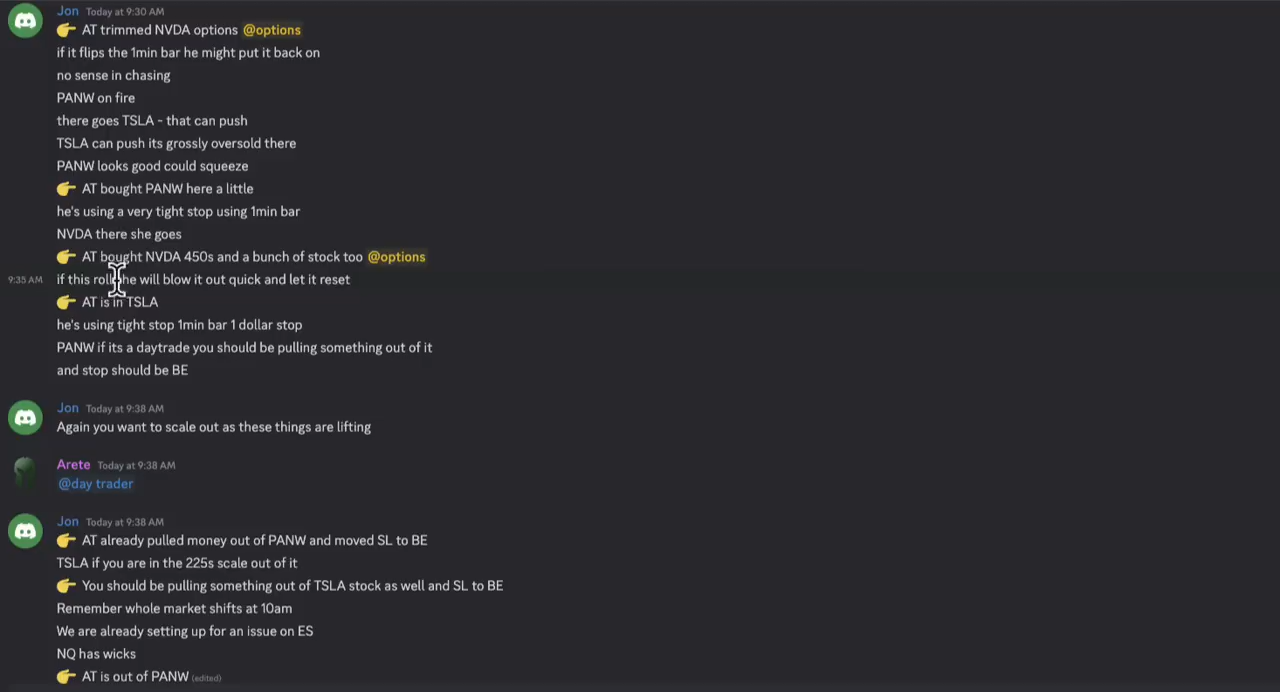 Jon Today at 9:30 AM
👉 AT trimmed NVDA options @options
if it flips the 1min bar he might put it back on
no sense in chasing
PANW on fire
there goes TSLA - that can push
TSLA can push its grossly oversold there
PANW looks good could squeeze
👉 AT bought PANW here a little
he's using a very tight stop using 1min bar
NVDA there she goes
👉 AT bought NVDA 450s and a bunch of stock too @options
9:35 AM if this roll he will blow it out quick and let it reset
👉 AT is in TSLA
he's using tight stop 1min bar 1 dollar stop
PANW if its a daytrade you should be pulling something out of it
and stop should be BE
Jon Today at 9:38 AM
Again you want to scale out as these things are lifting
Arete Today at 9:38 AM
@day trader
Jon Today at 9:38 AM
👉 AT already pulled money out of PANW and moved SL to BE
TSLA if you are in the 225s scale out of it
👉 You should be pulling something out of TSLA stock as well and SL to BE
Remember whole market shifts at 10am
We are already setting up for an issue on ES
NQ has wicks
👉 AT is out of PANW (edited)